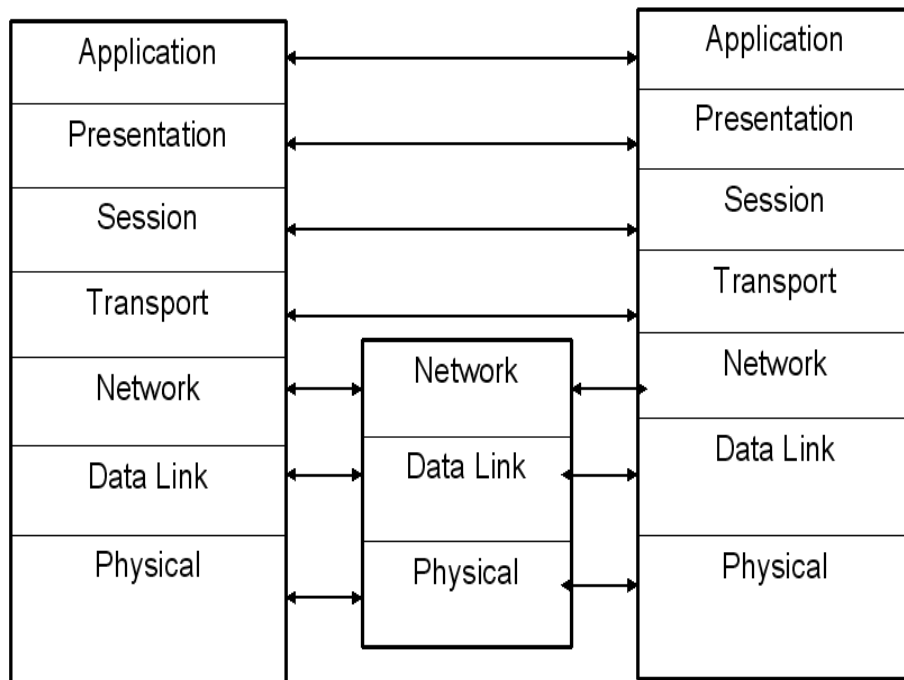 Application
Presentation
Session
Transport
Network
Data Link
Physical
Network
Data Link
Physical
Application
Presentation
Session
Transport
Network
Data Link
Physical